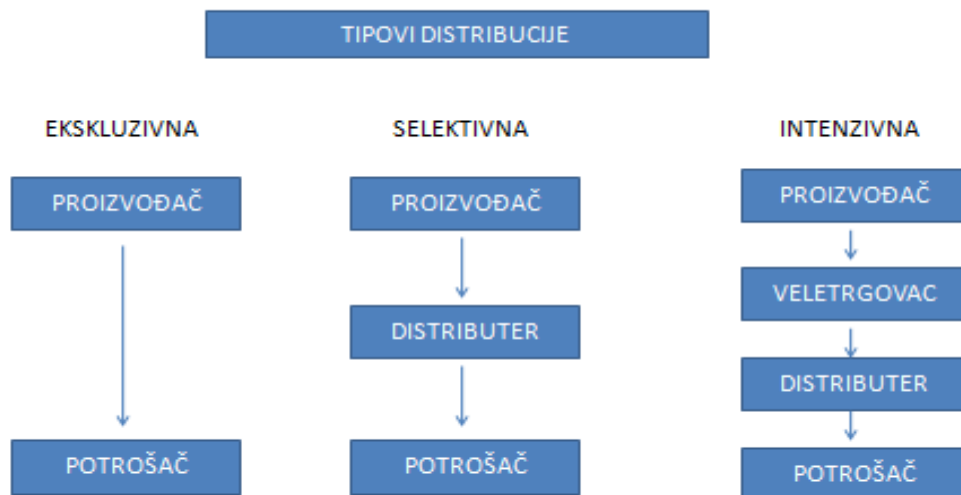 TIPOVI DISTRIBUCIJE
EKSKLUZIVNA
PROIZVOĐAČ
POTROŠAČ
SELEKTIVNA
PROIZVOĐAČ
DISTRIBUTER
POTROŠAČ
INTENZIVNA
PROIZVOĐAČ
VELETRGOVAC
DISTRIBUTER
POTROŠAČ